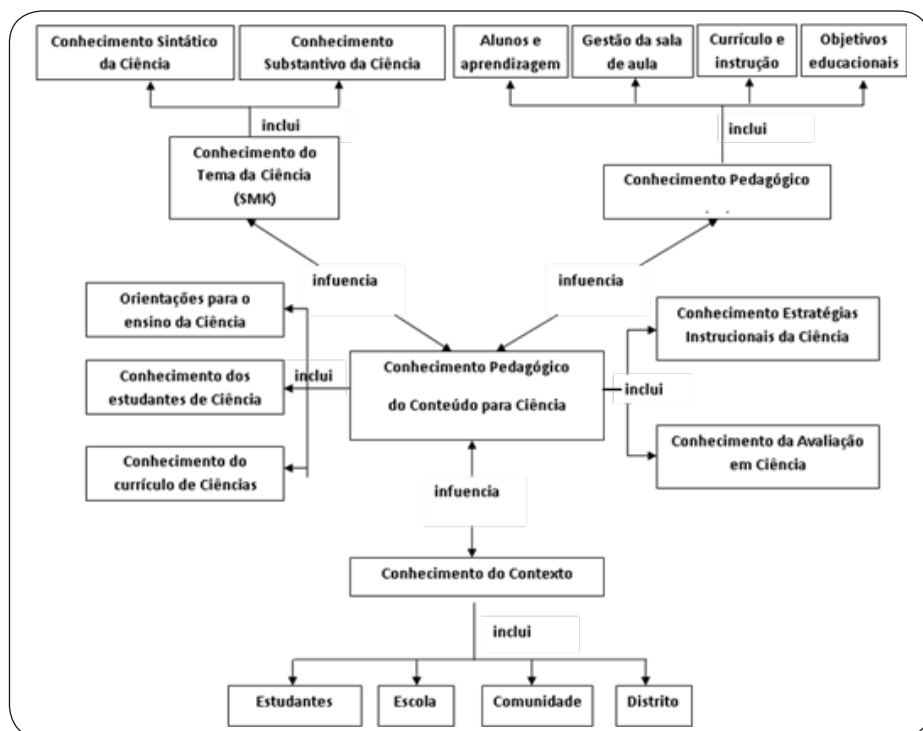 Conhecimento Sintático
da Ciência
Conhecimento
Substantivo da Ciência
Alunos e
aprendizagem
Gestão da sala
de aula
Currículo e
instrução
Objetivos
educacionais
inclui
inclui
Conhecimento do
Tema da Ciência
(SMK)
Conhecimento Pedagógico
infuencia
infuencia
Orientações para o
ensino da Ciência
Conhecimento dos
estudantes de Ciência
Conhecimento do
currículo de Ciências
inclui
Conhecimento Pedagógico
do Conteúdo para Ciência
inclui
Conhecimento Estratégias
Instrucionais da Ciência
Conhecimento da Avaliação
em Ciência
infuencia
Conhecimento do Contexto
inclui
Estudantes
Escola
Comunidade
Distrito